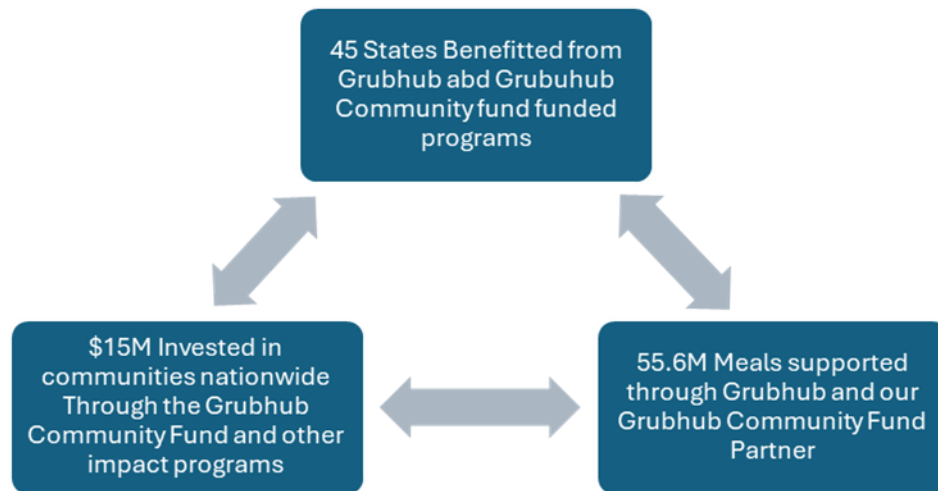 45 States Benefitted from
Grubhub abd Grubuhub
Community fund funded
programs
$15M Invested in
communities nationwide
Through the Grubhub
Community Fund and other
impact programs
55.6M Meals supported
through Grubhub and our
Grubhub Community Fund
Partner